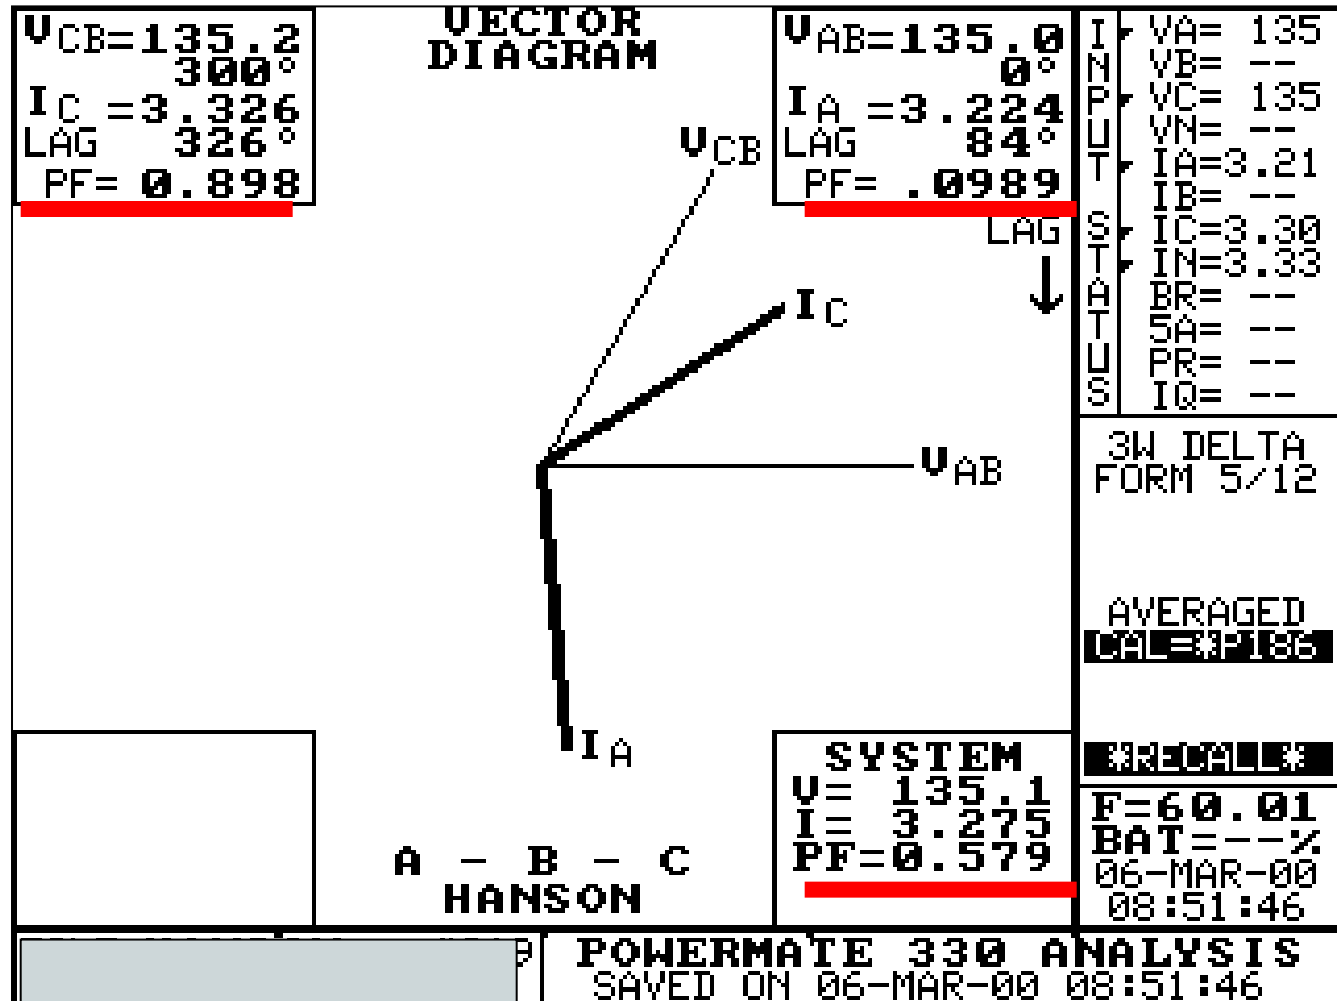 VCB=135.2
300°
IC =3.326
LAG 326°
PF= 0.898
VECTOR
DIAGRAM
VAB=135.0
0°
IA =3.224
LAG 84°
PF= .0989
LAG
VCB
IC
VAB
IA
A - B - C
HANSON
SYSTEM
V= 135.1
I= 3.275
PF=0.579
INPUT STATUS
VA= 135
VB= --
VC= 135
VN= --
IA=3.21
IB= --
IC=3.30
IN=3.33
BR= --
5A= --
PR= --
IQ= --
3W DELTA
FORM 5/12
AVERAGED
CAL=*P186
*RECALL*
F=60.01
BAT=--%
06-MAR-00
08:51:46
POWERMATE 330 ANALYSIS
SAVED ON 06-MAR-00 08:51:46